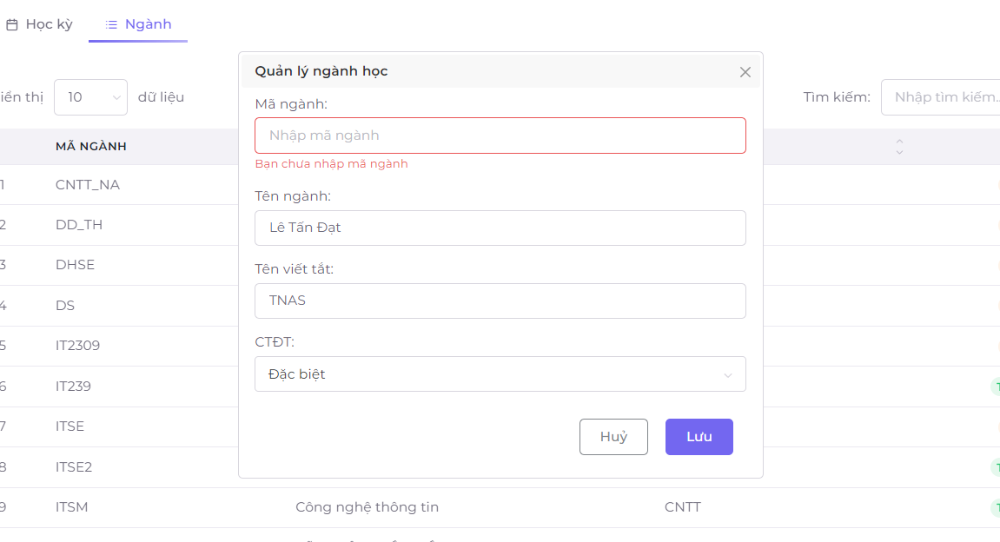 Học kỳ Ngành
iển thị 10 dữ liệu Tìm kiếm: Nhập tìm kiếm..
MÃ NGÀNH
1 CNTT_NA
2 DD_TH
3 DHSE
4 DS
5 IT2309
6 IT239
7 ITSE
8 ITSE2
9 ITSM Công nghệ thông tin CNTT
Quản lý ngành học
Mã ngành:
Nhập mã ngành
Bạn chưa nhập mã ngành
Tên ngành:
Lê Tấn Đạt
Tên viết tắt:
TNAS
CTĐT:
Đặc biệt
Huỷ Lưu